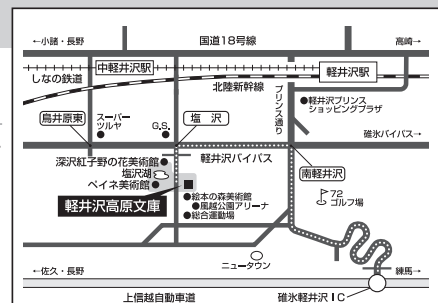 ←小諸・長野
国道18号線
高崎→
中軽井沢駅
軽井沢駅
しなの鉄道
北陸新幹線
プリンス通り
軽井沢プリンス
ショッピングプラザ
鳥井原東
スーパー
ツルヤ
G.S.
塩沢
碓氷バイパス→
深沢紅子野の花美術館
軽井沢バイパス
南軽井沢
塩沢湖
ペイネ美術館
軽井沢高原文庫
絵本の森美術館
風越公園アリーナ
総合運動場
72
ゴルフ場
ニュータウン
←佐久・長野
練馬→
上信越自動車道
碓氷軽井沢IC